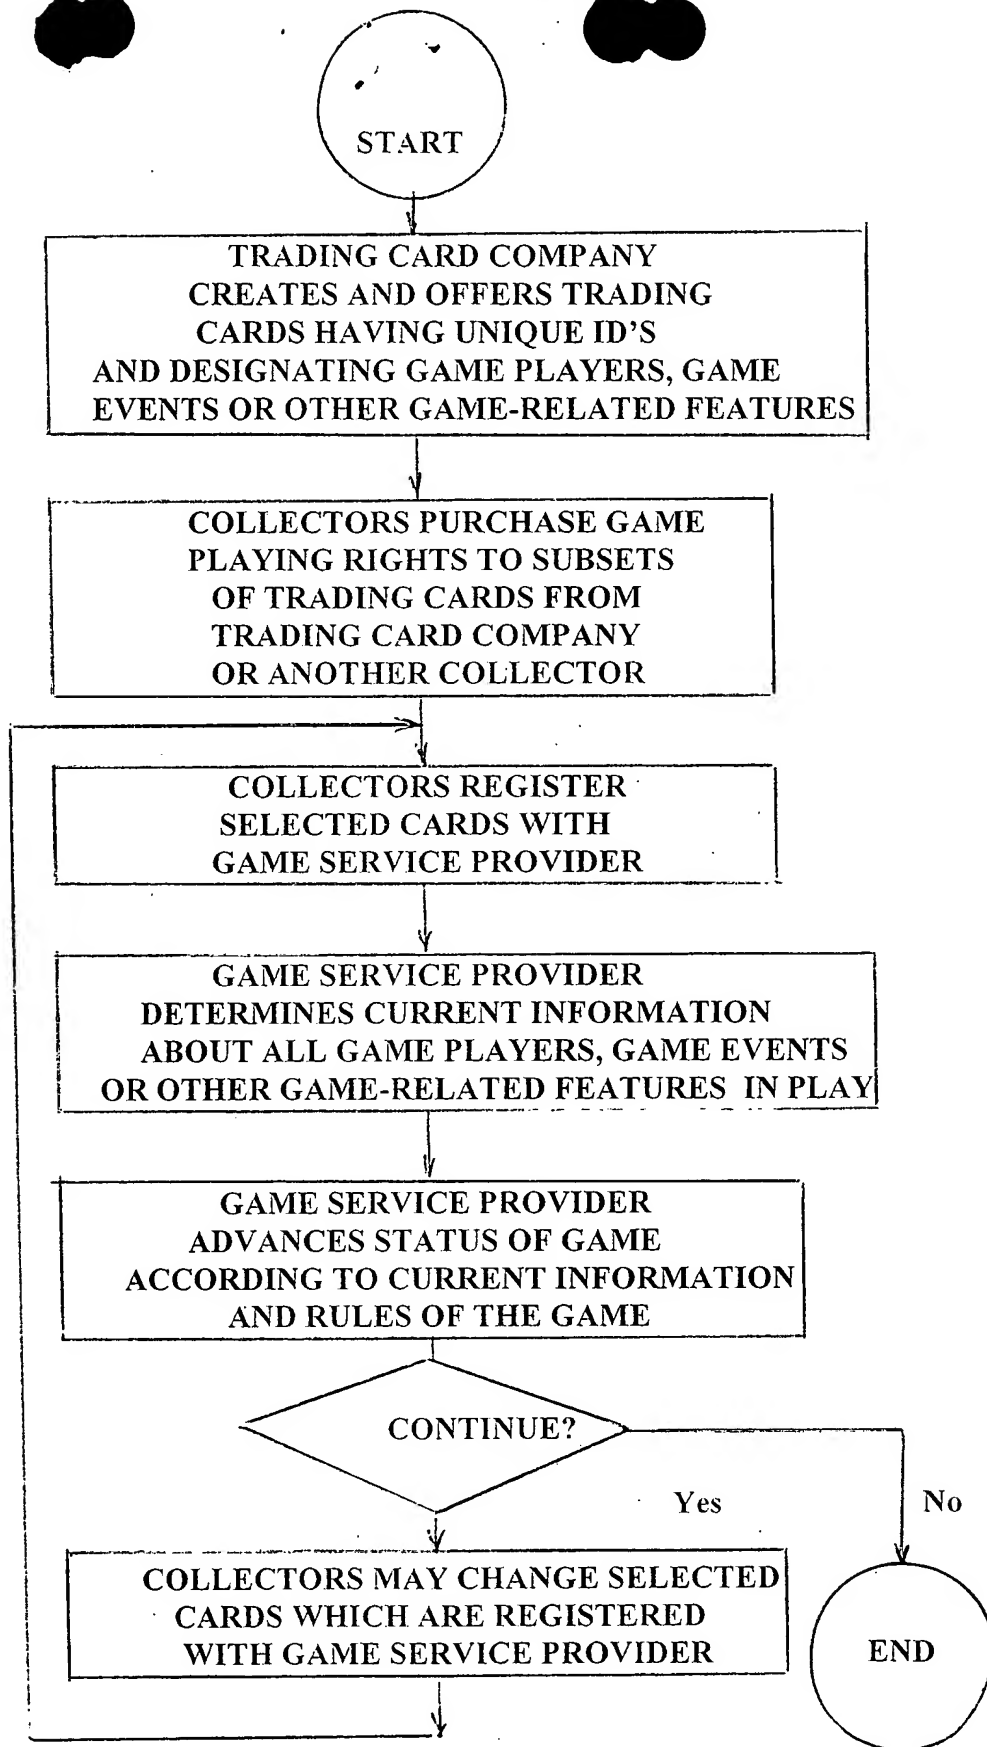 START
TRADING CARD COMPANY
CREATES AND OFFERS TRADING
CARDS HAVING UNIQUE ID'S
AND DESIGNATING GAME PLAYERS, GAME
EVENTS OR OTHER GAME-RELATED FEATURES
COLLECTORS PURCHASE GAME
PLAYING RIGHTS TO SUBSETS
OF TRADING CARDS FROM
TRADING CARD COMPANY
OR ANOTHER COLLECTOR
COLLECTORS REGISTER
SELECTED CARDS WITH
GAME SERVICE PROVIDER
GAME SERVICE PROVIDER
DETERMINES CURRENT INFORMATION
ABOUT ALL GAME PLAYERS, GAME EVENTS
OR OTHER GAME-RELATED FEATURES IN PLAY
GAME SERVICE PROVIDER
ADVANCES STATUS OF GAME
ACCORDING TO CURRENT INFORMATION
AND RULES OF THE GAME
CONTINUE?
Yes
No
COLLECTORS MAY CHANGE SELECTED
CARDS WHICH ARE REGISTERED
WITH GAME SERVICE PROVIDER
END